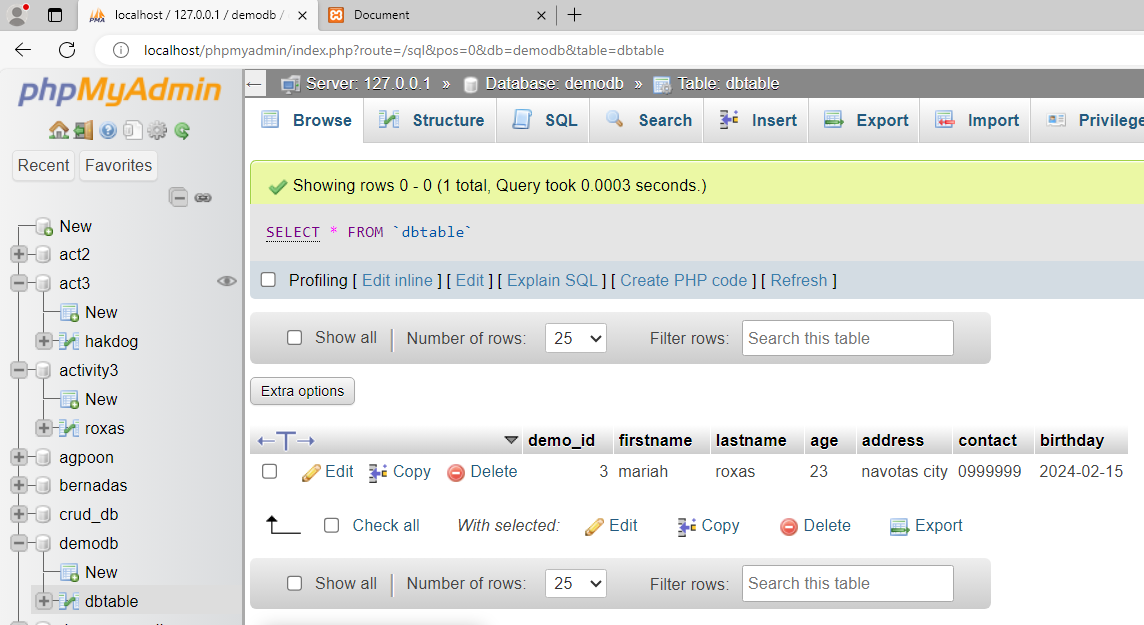 localhost / 127.0.0.1 / demodb /
Document
localhost/phpmyadmin/index.php?route=/sql&pos=0&db=demodb&table=dbtable
phpMyAdmin
Recent Favorites
New
act2
act3
New
hakdog
activity3
New
roxas
agpoon
bernadas
crud_db
demodb
New
dbtable
Server: 127.0.0.1 » Database: demodb » Table: dbtable
Browse Structure SQL Search Insert Export Import Privilege
Showing rows 0 - 0 (1 total, Query took 0.0003 seconds.)
SELECT * FROM `dbtable`
Profiling [ Edit inline ] [ Edit ] [ Explain SQL ] [ Create PHP code ] [ Refresh ]
Show all Number of rows: 25 Filter rows: Search this table
Extra options
←T→ demo_id firstname lastname age address contact birthday
Edit Copy Delete 3 mariah roxas 23 navotas city 0999999 2024-02-15
Check all With selected: Edit Copy Delete Export
Show all Number of rows: 25 Filter rows: Search this table